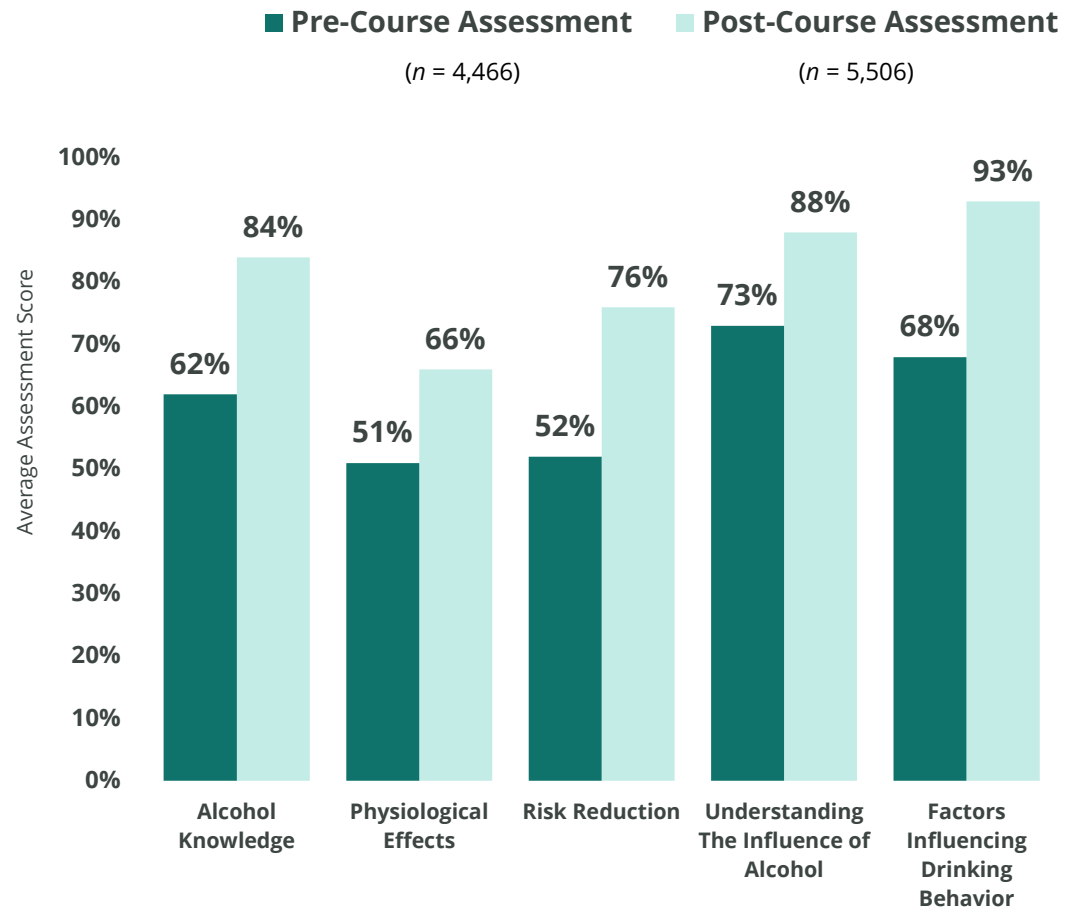 Pre-Course Assessment Post-Course Assessment
(n = 4,466) (n = 5,506)
Average Assessment Score
100%
90%
80%
70%
60%
50%
40%
30%
20%
10%
0%
62%
84%
51%
66%
52%
76%
73%
88%
68%
93%
Alcohol
Knowledge
Physiological
Effects
Risk Reduction
Understanding
The Influence of
Alcohol
Factors
Influencing
Drinking
Behavior